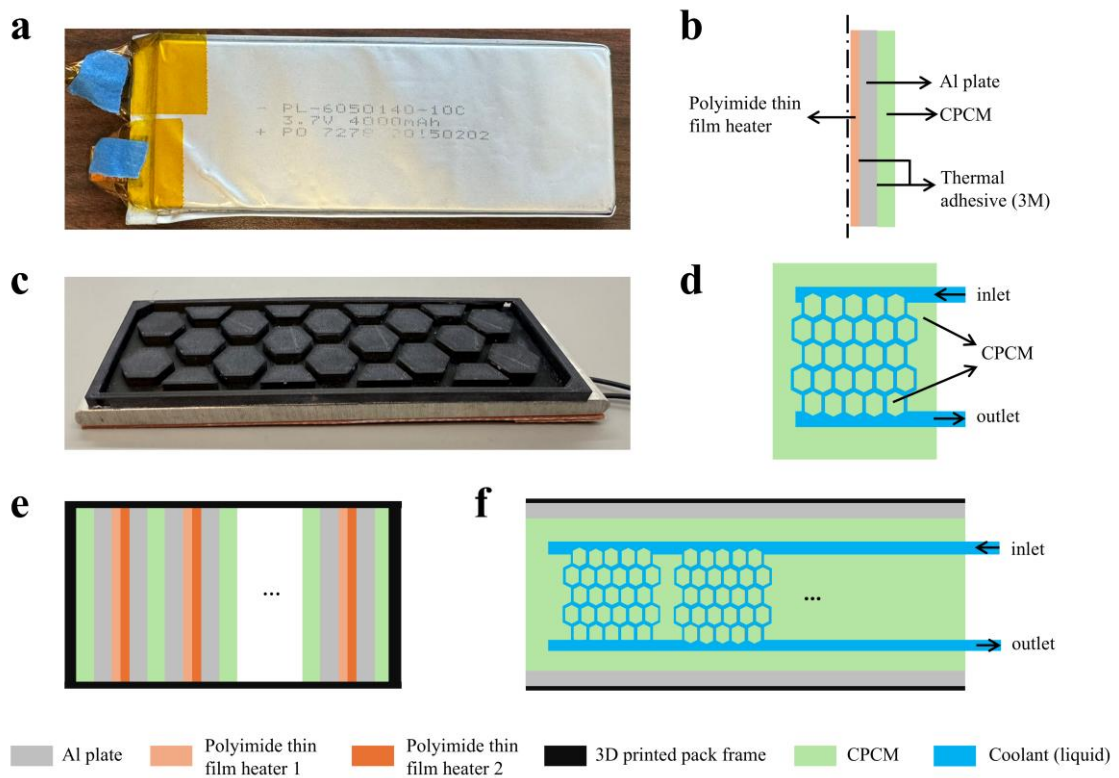 a
- PL-6050140-10C
3.7V 4000mAh
+ PO 7278 20150202
b
Polyimide thin
film heater
Al plate
CPCM
Thermal
adhesive (3M)
c
d
inlet
CPCM
outlet
e
...
f
inlet
...
outlet
Al plate
Polyimide thin
film heater 1
Polyimide thin
film heater 2
3D printed pack frame
CPCM
Coolant (liquid)